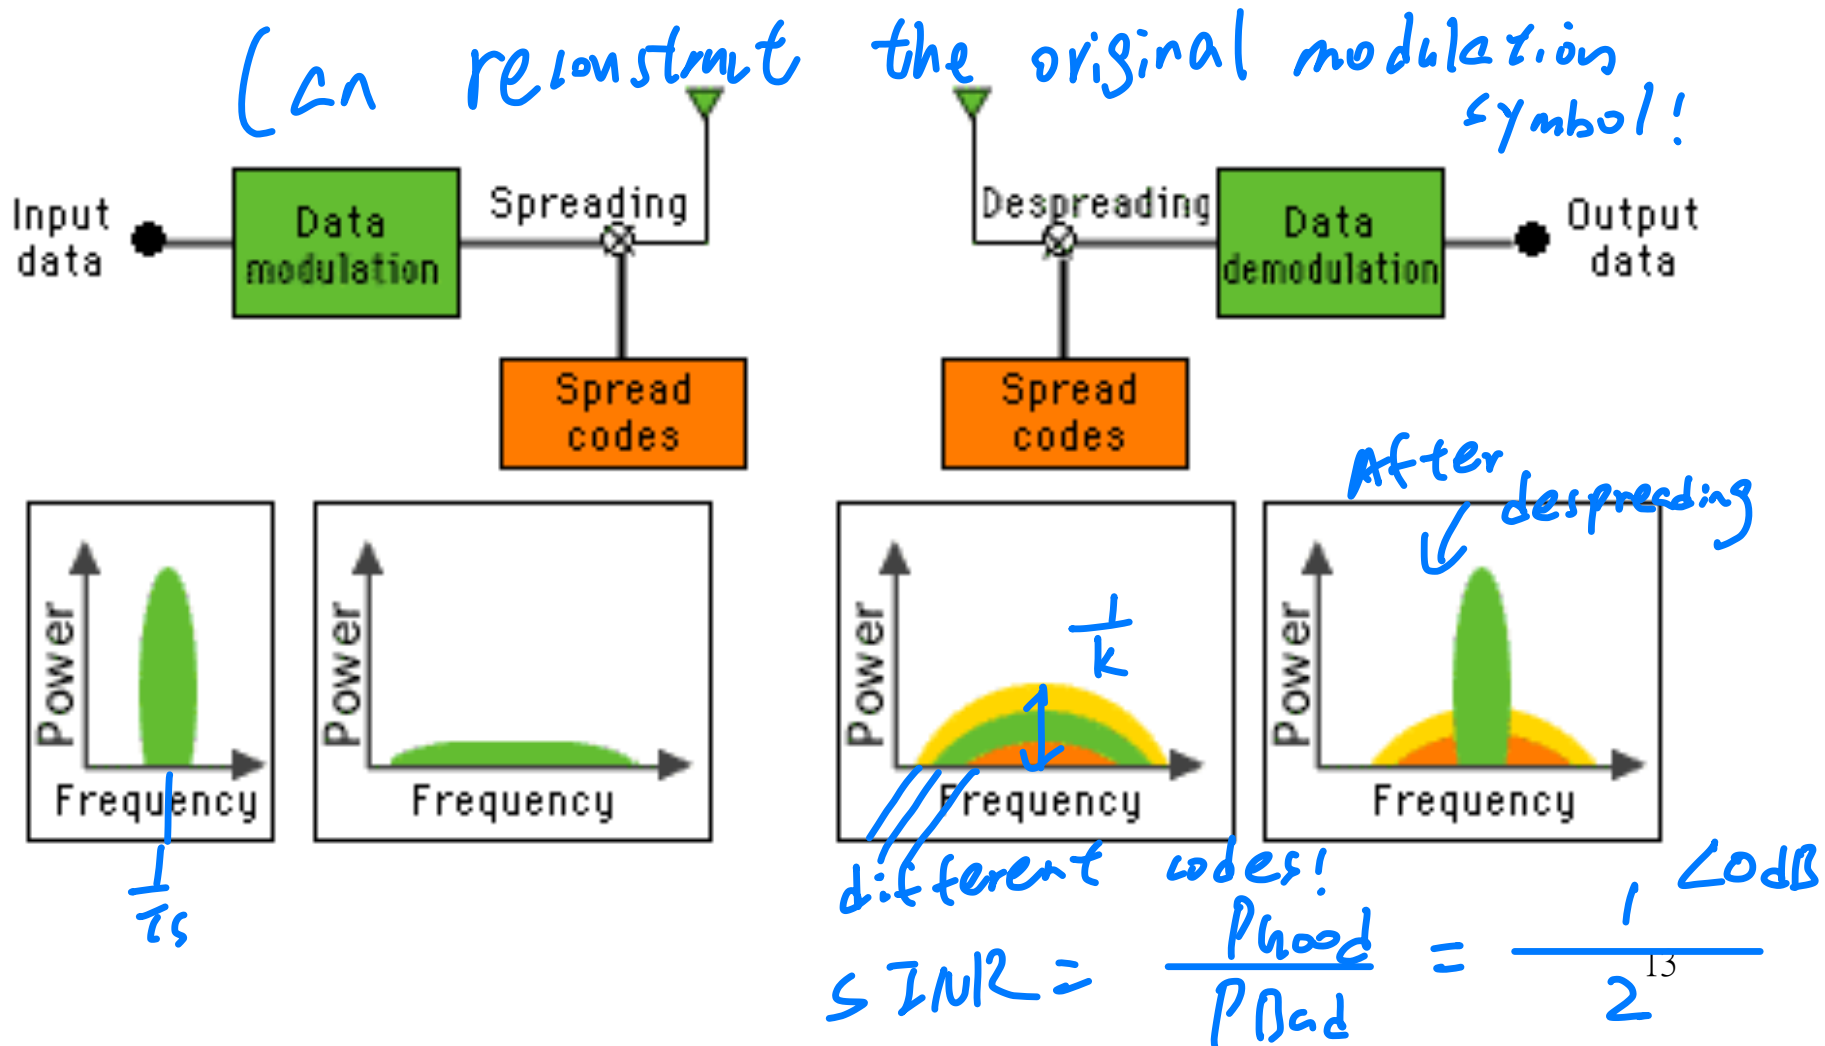 Can reconstruct the original modulation
symbol!
Input
data
Data
modulation
Spreading
Spread
codes
Despreading
Spread
codes
Data
demodulation
Output
data
After
despreading
Power
Frequency
1
Ts
Power
Frequency
Power
Frequency
1
k
different codes!
Power
Frequency
SINR = PGood / PBad = 1 / 2 <0dB
13